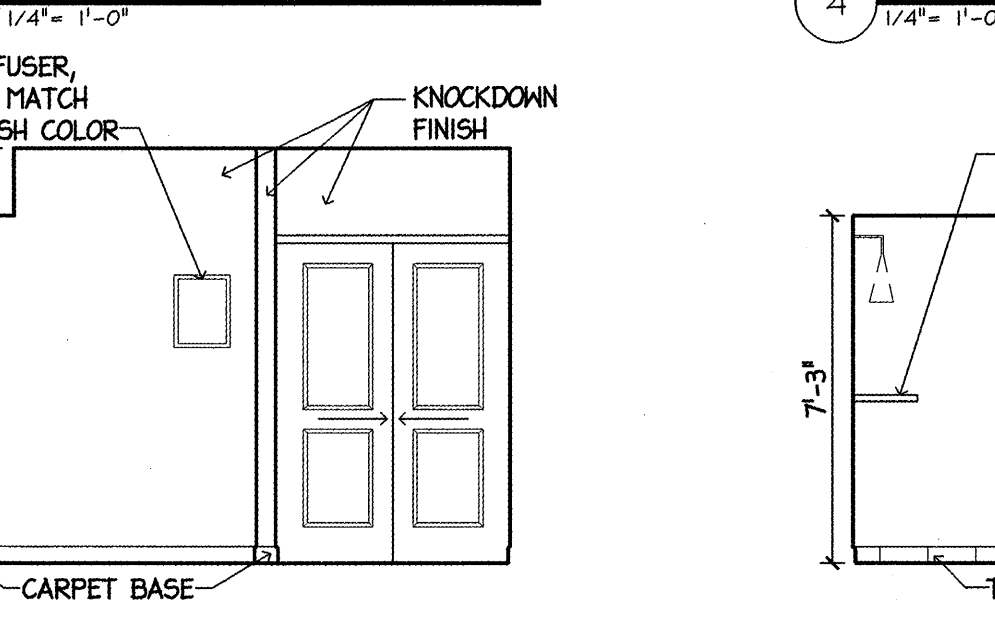 1/4"= 1'-0"
4
1/4"= 1'-0
FUSER,
MATCH
SH COLOR
KNOCKDOWN
FINISH
7'-3"
CARPET BASE
T